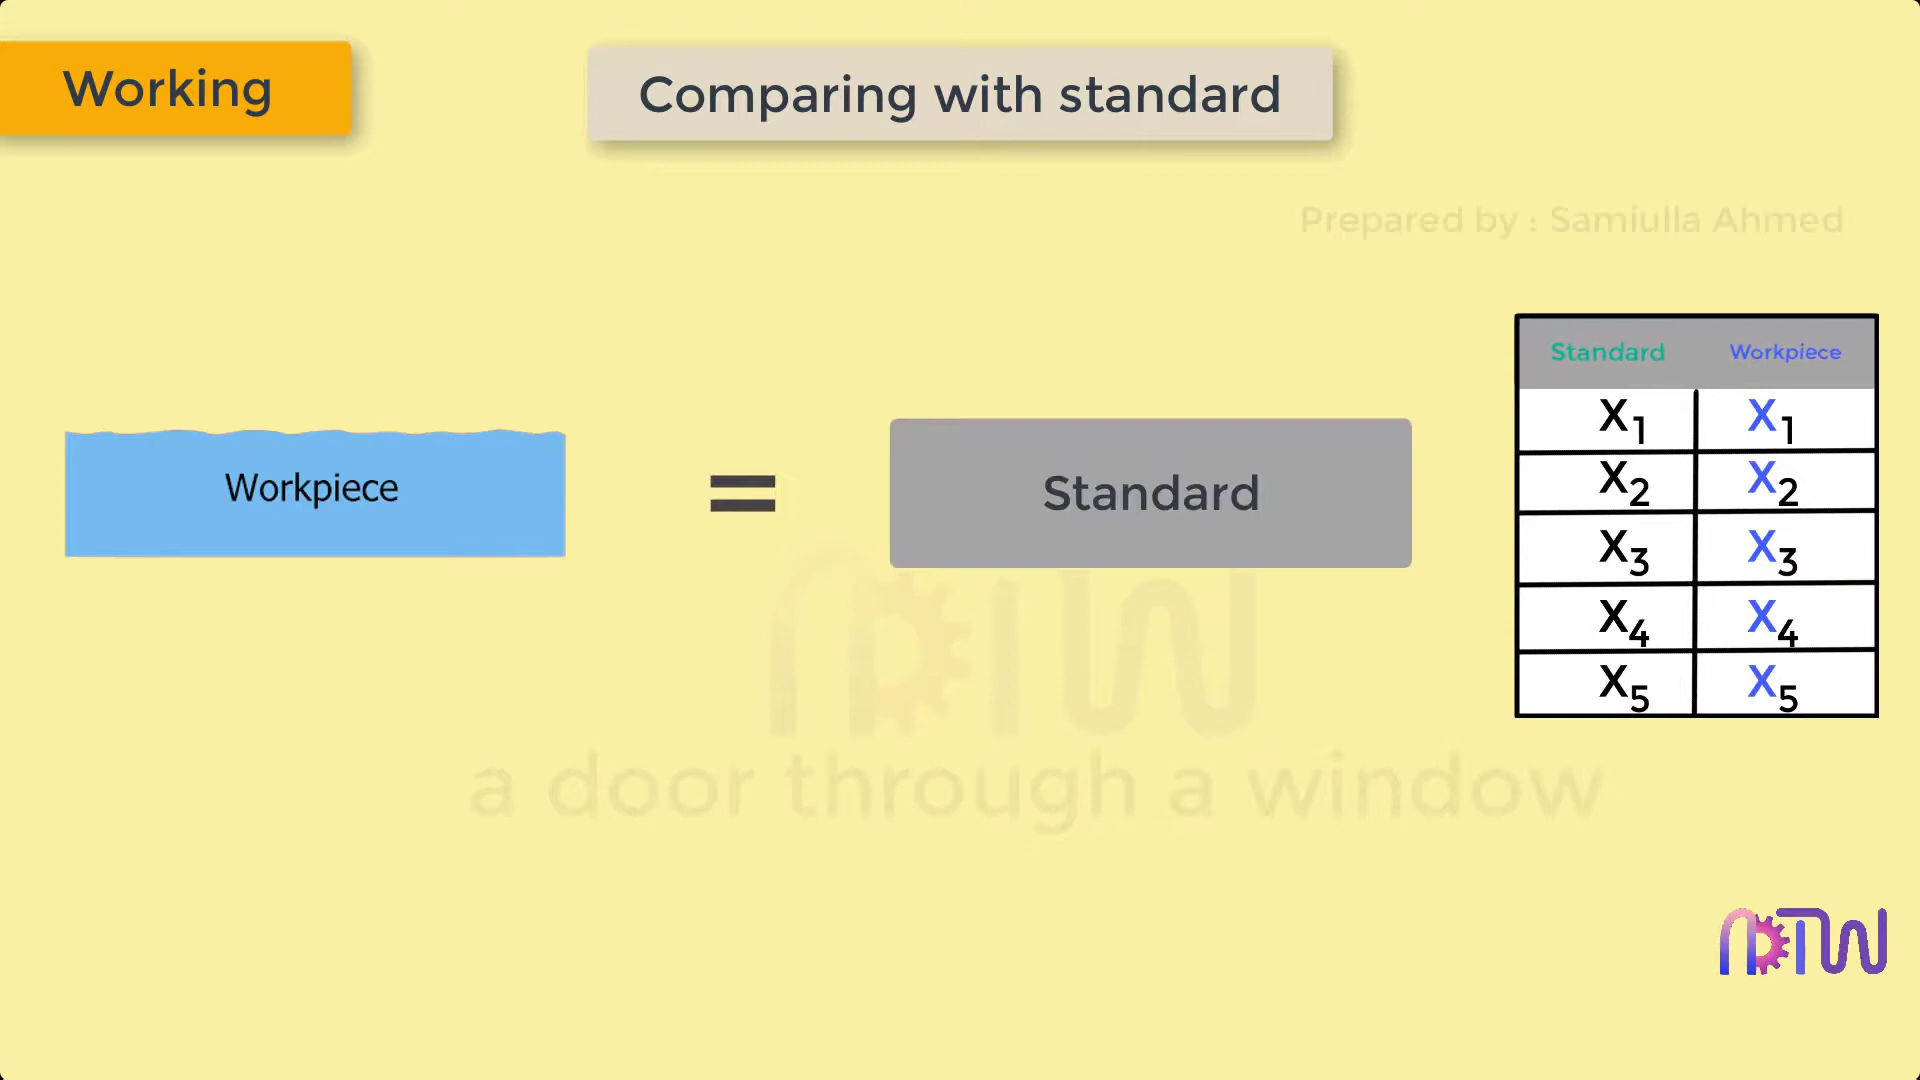 Working
Comparing with standard
Prepared by : Samiulla Ahmed
Standard Workpiece
X1 X1
X2 X2
X3 X3
X4 X4
X5 X5
Workpiece = Standard
a door through a window
ADTW